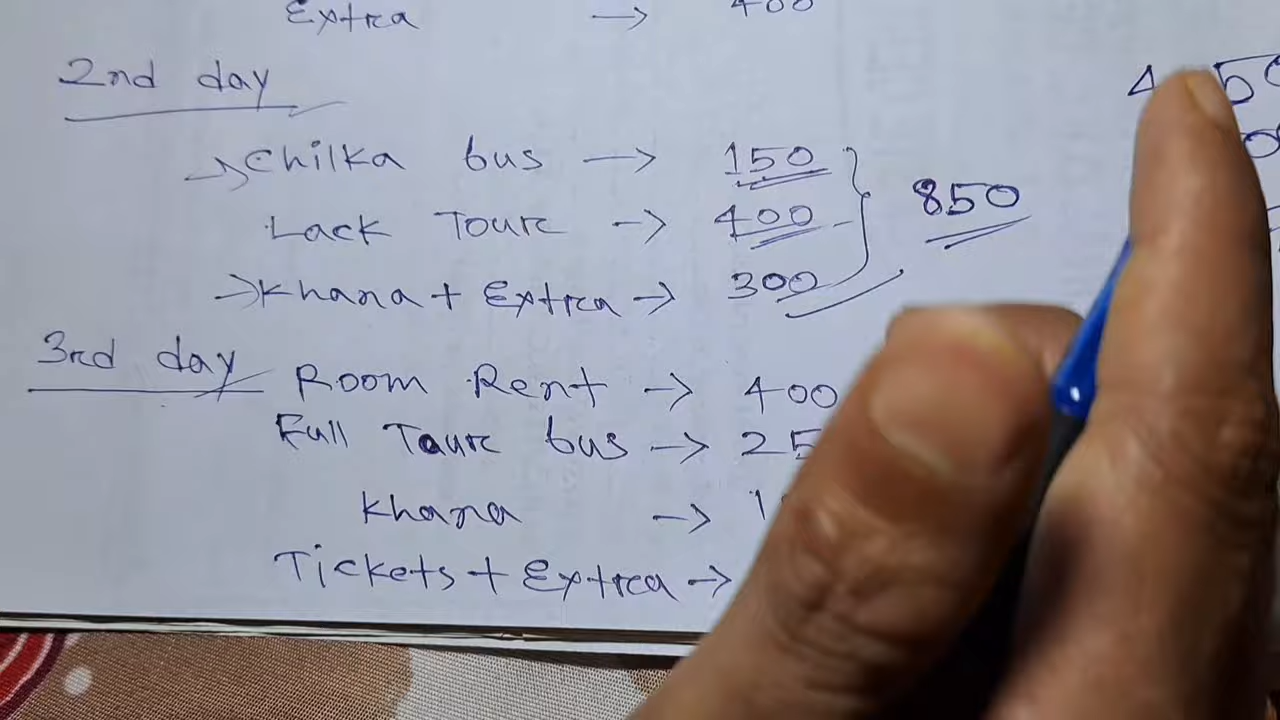 Extra → 400
2nd day
→ Chilka bus → 150
Lack Tour → 400 850
→ Khana + Extra → 300
3rd day Room Rent → 400
Full Tour bus → 25
Khana →
Tickets + Extra →